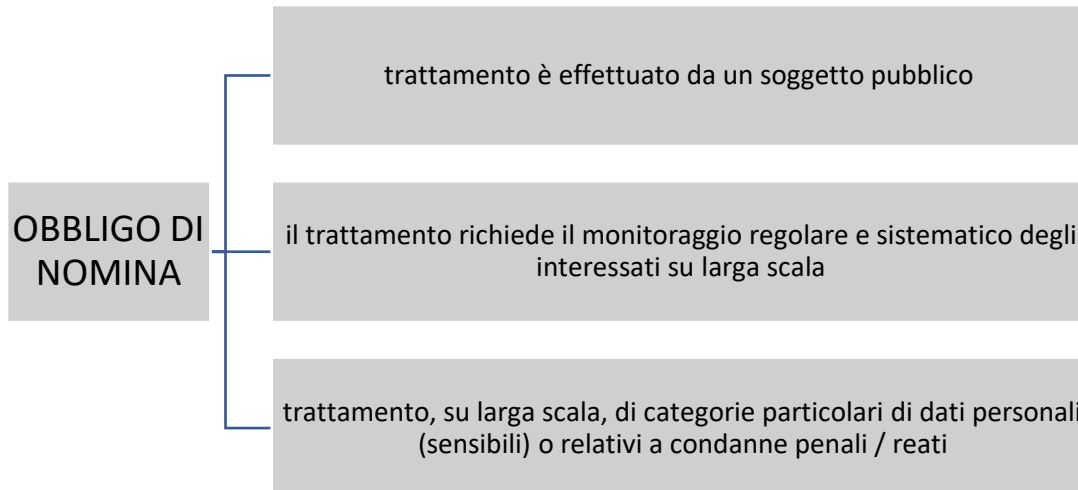 OBBLIGO DI
NOMINA
trattamento è effettuato da un soggetto pubblico
il trattamento richiede il monitoraggio regolare e sistematico degli
interessati su larga scala
trattamento, su larga scala, di categorie particolari di dati personali
(sensibili) o relativi a condanne penali / reati